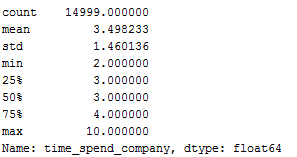 count    14999.000000
mean         3.498233
std          1.460136
min          2.000000
25%          3.000000
50%          3.000000
75%          4.000000
max         10.000000
Name: time_spend_company, dtype: float64